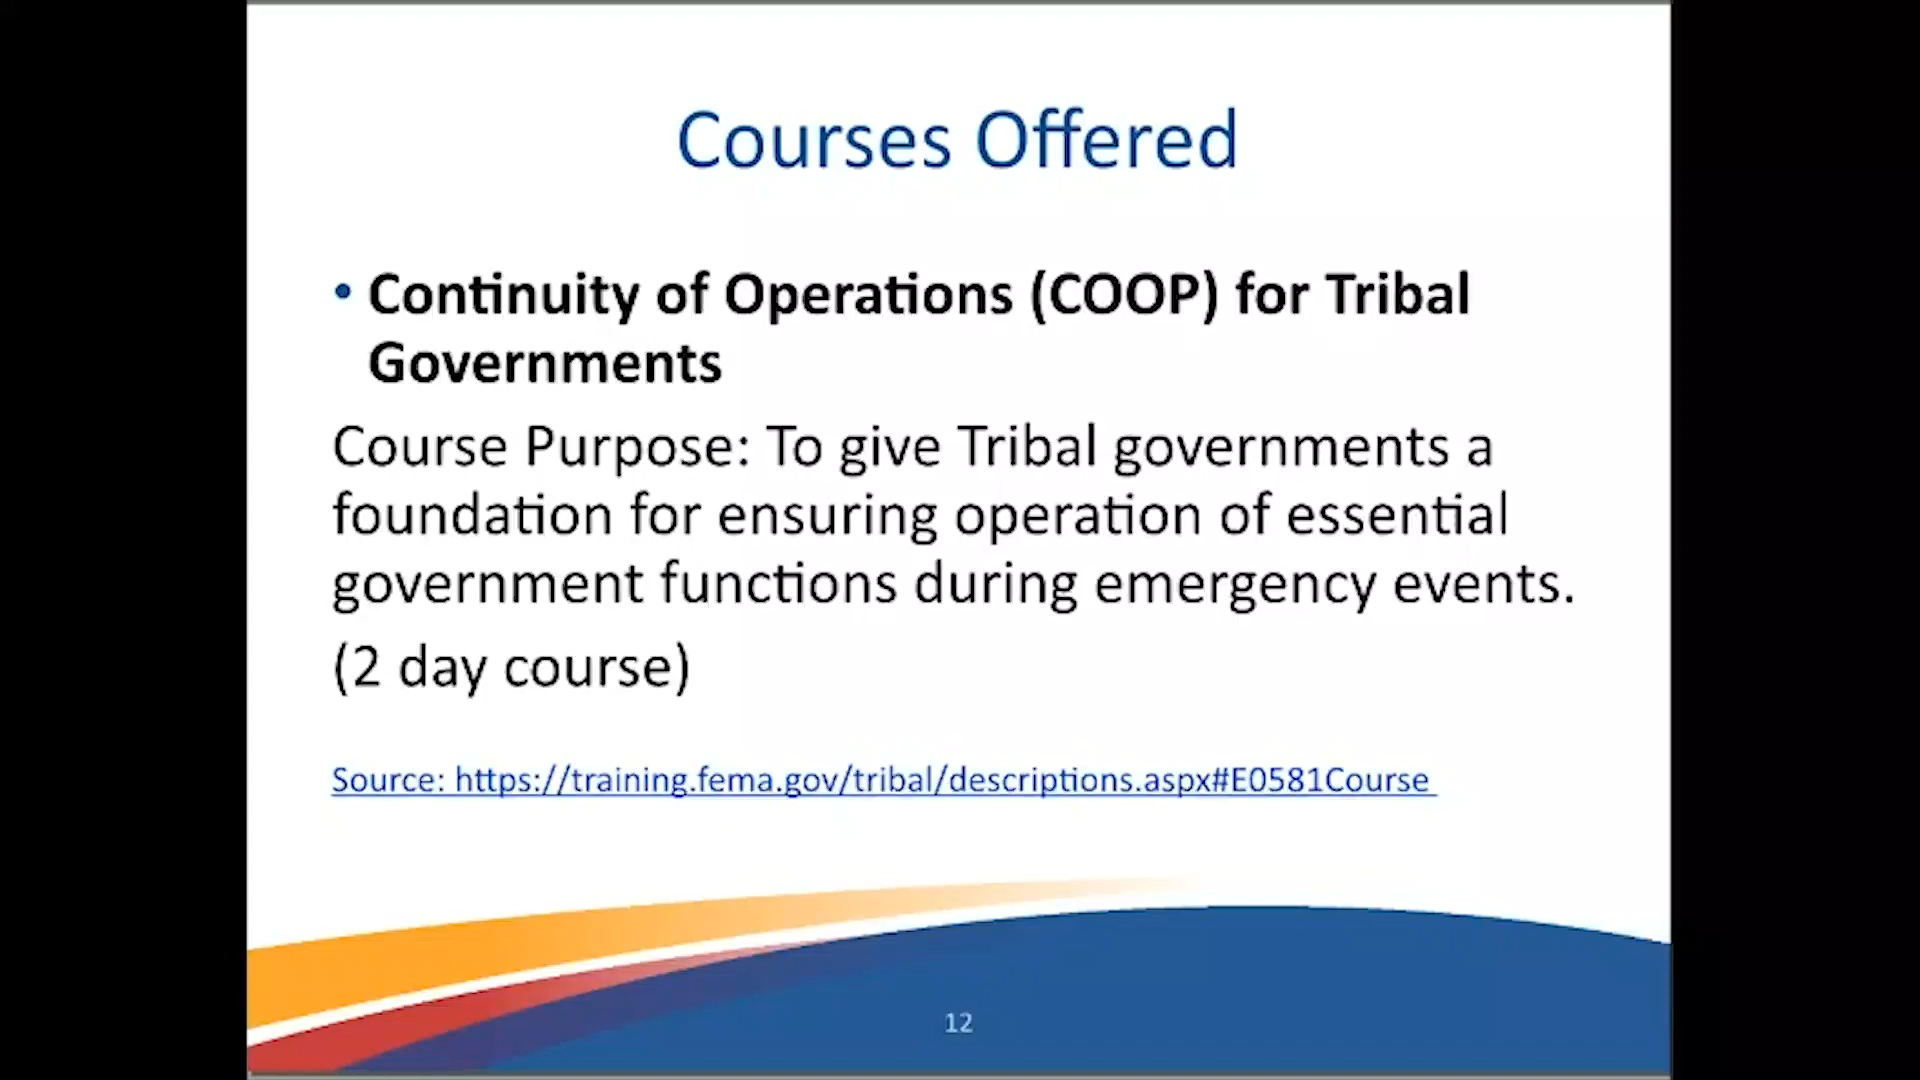 Courses Offered
• Continuity of Operations (COOP) for Tribal
Governments
Course Purpose: To give Tribal governments a
foundation for ensuring operation of essential
government functions during emergency events.
(2 day course)
Source: https://training.fema.gov/tribal/descriptions.aspx#E0581Course
12